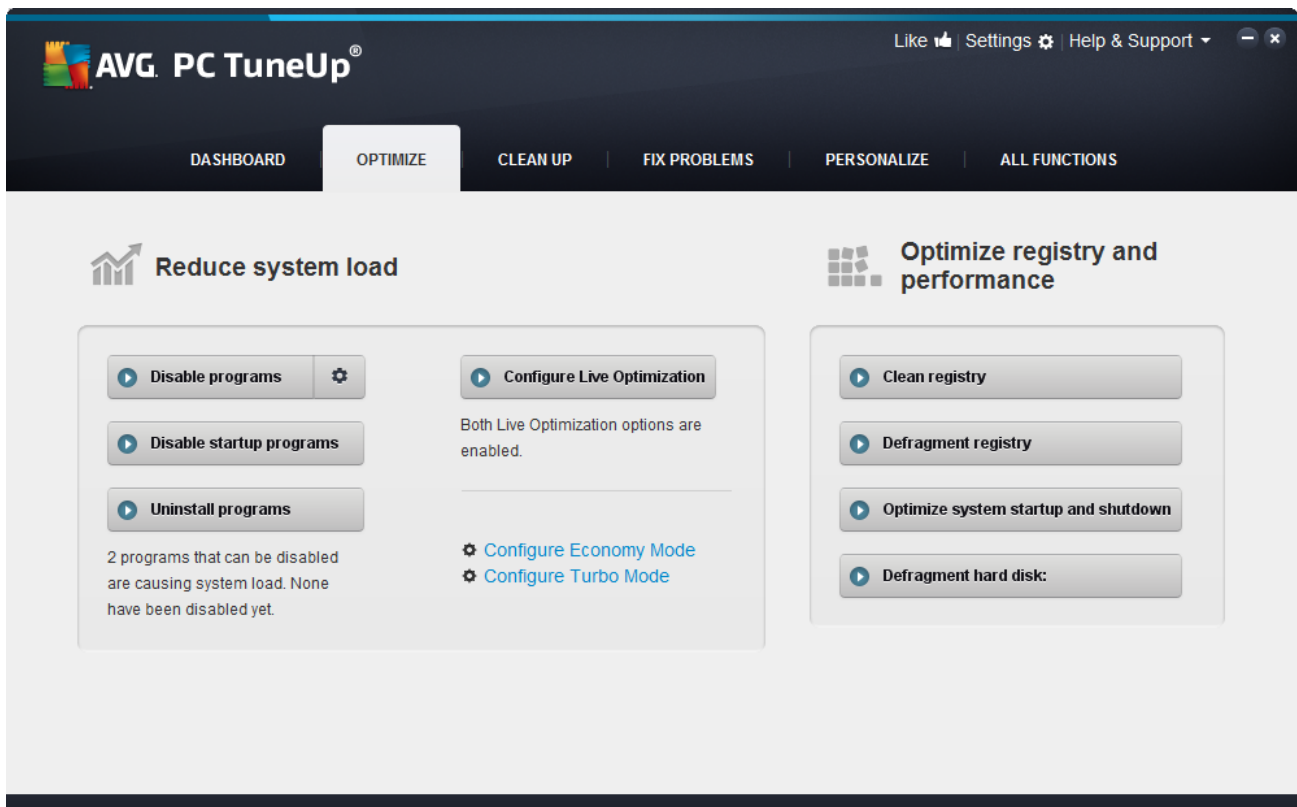 AVG. PC TuneUp®
Like | Settings | Help & Support
DASHBOARD
OPTIMIZE
CLEAN UP
FIX PROBLEMS
PERSONALIZE
ALL FUNCTIONS
Reduce system load
Disable programs
Disable startup programs
Uninstall programs
2 programs that can be disabled
are causing system load. None
have been disabled yet.
Configure Live Optimization
Both Live Optimization options are
enabled.
Configure Economy Mode
Configure Turbo Mode
Optimize registry and
performance
Clean registry
Defragment registry
Optimize system startup and shutdown
Defragment hard disk: